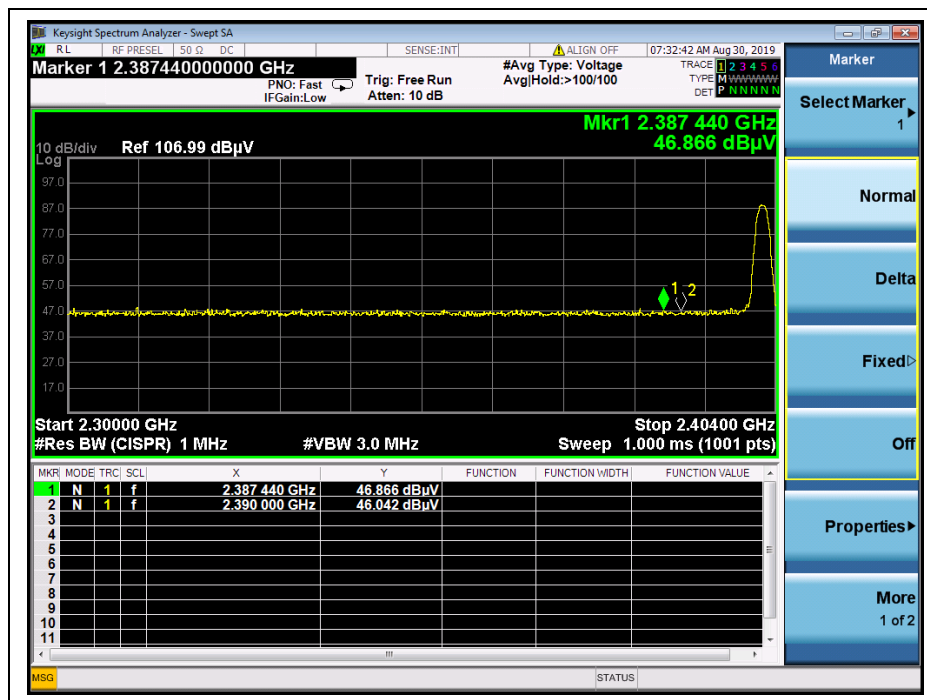 Keysight Spectrum Analyzer - Swept SA
LXI RL RF PRESEL 50 Ω DC SENSE:INT ALIGN OFF 07:32:42 AM Aug 30, 2019
Marker 1 2.387440000000 GHz
PNO: Fast
IFGain:Low
Trig: Free Run
Atten: 10 dB
#Avg Type: Voltage
Avg|Hold:>100/100
TRACE 1 2 3 4 5 6
TYPE M WWWWW
DET P N N N N N
Mkr1 2.387 440 GHz
46.866 dBµV
10 dB/div Ref 106.99 dBµV
Log
97.0
87.0
77.0
67.0
57.0
47.0
37.0
27.0
17.0
1
2
Start 2.30000 GHz Stop 2.40400 GHz
#Res BW (CISPR) 1 MHz #VBW 3.0 MHz Sweep 1.000 ms (1001 pts)
MKR MODE TRC SCL X Y FUNCTION FUNCTION WIDTH FUNCTION VALUE
1 N 1 f 2.387 440 GHz 46.866 dBµV
2 N 1 f 2.390 000 GHz 46.042 dBµV
3
4
5
6
7
8
9
10
11
MSG STATUS
Marker
Select Marker
1
Normal
Delta
Fixed
Off
Properties
More
1 of 2